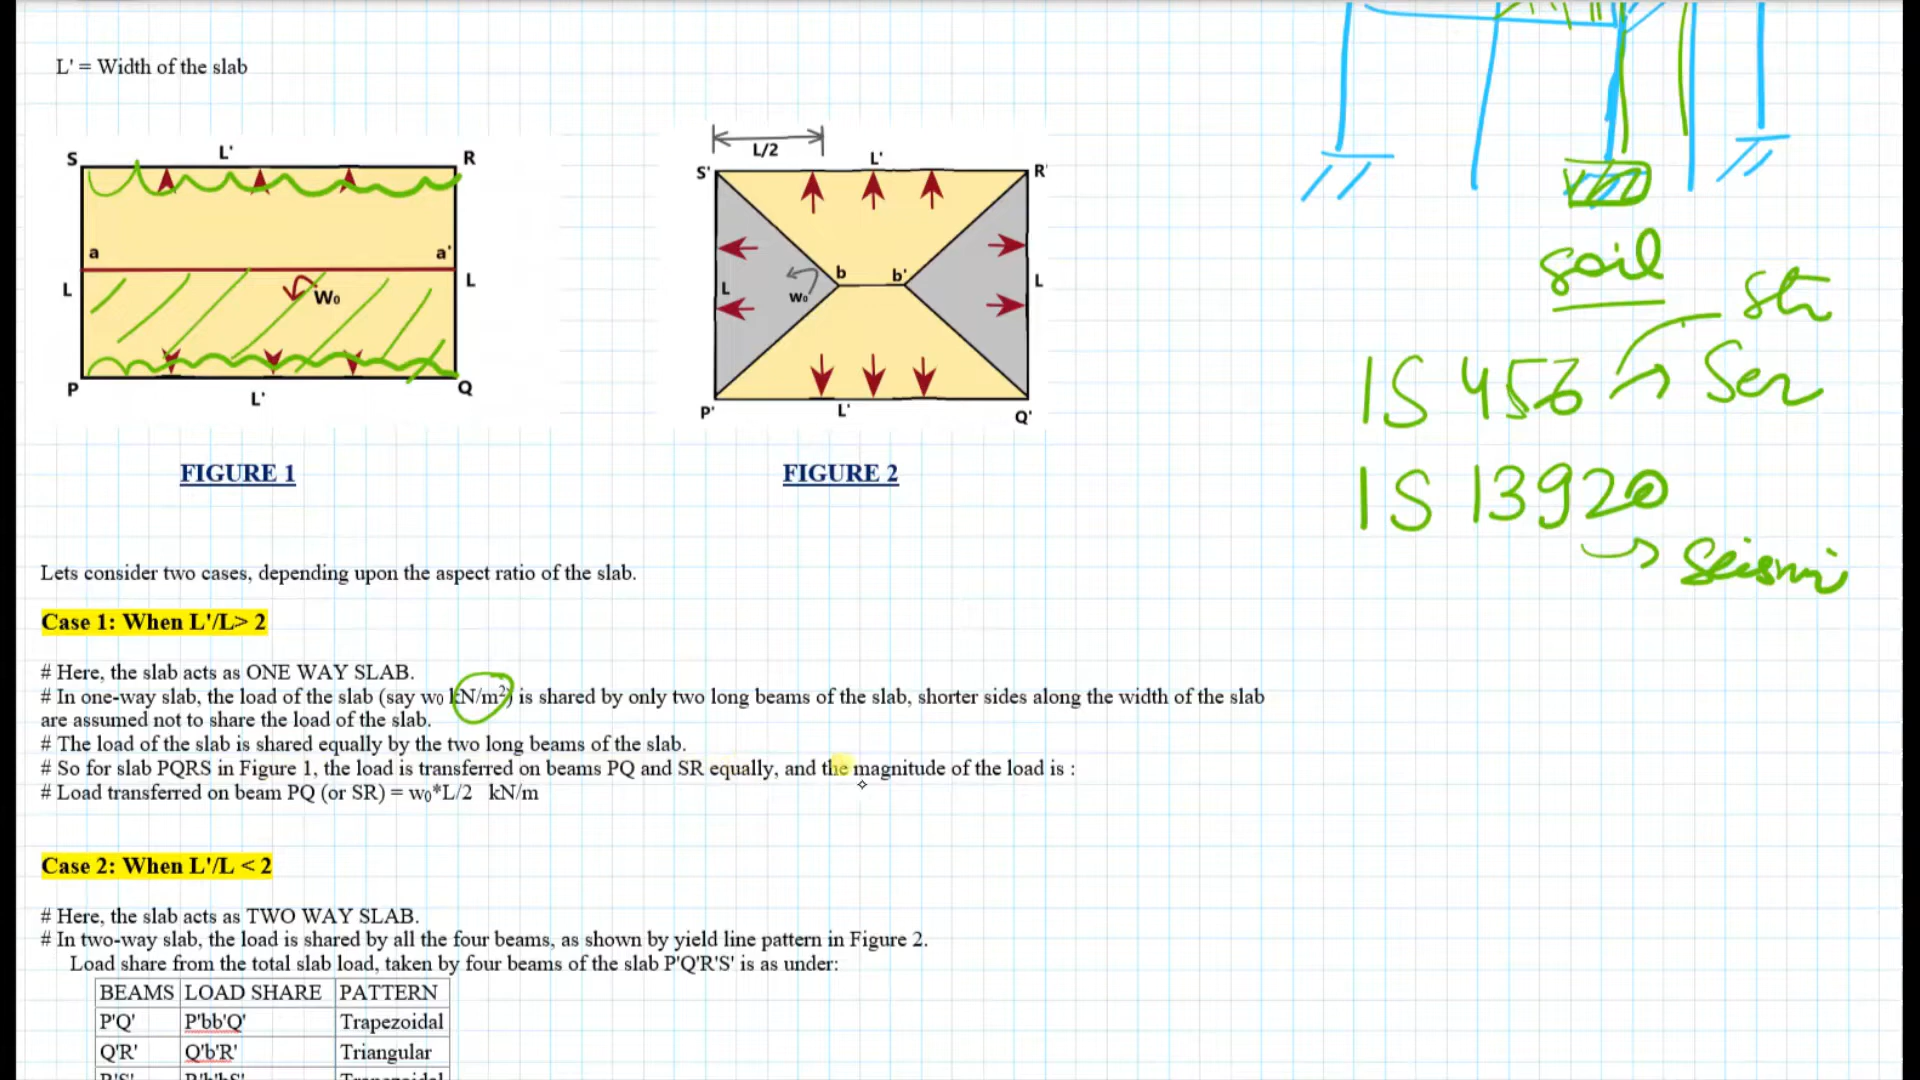 L' = Width of the slab
S L' R
a a'
L W₀ L
P L' Q
FIGURE 1
L/2
S' L' R'
b b'
L W₀ L
P' L' Q'
FIGURE 2
soil
St
IS 456 → Ser
IS 13920
→ Seismi
Lets consider two cases, depending upon the aspect ratio of the slab.
Case 1: When L'/L> 2
# Here, the slab acts as ONE WAY SLAB.
# In one-way slab, the load of the slab (say w₀ kN/m²) is shared by only two long beams of the slab, shorter sides along the width of the slab
are assumed not to share the load of the slab.
# The load of the slab is shared equally by the two long beams of the slab.
# So for slab PQRS in Figure 1, the load is transferred on beams PQ and SR equally, and the magnitude of the load is :
# Load transferred on beam PQ (or SR) = w₀*L/2 kN/m
Case 2: When L'/L < 2
# Here, the slab acts as TWO WAY SLAB.
# In two-way slab, the load is shared by all the four beams, as shown by yield line pattern in Figure 2.
Load share from the total slab load, taken by four beams of the slab P'Q'R'S' is as under:
BEAMS LOAD SHARE PATTERN
P'Q' P'bb'Q' Trapezoidal
Q'R' Q'b'R' Triangular